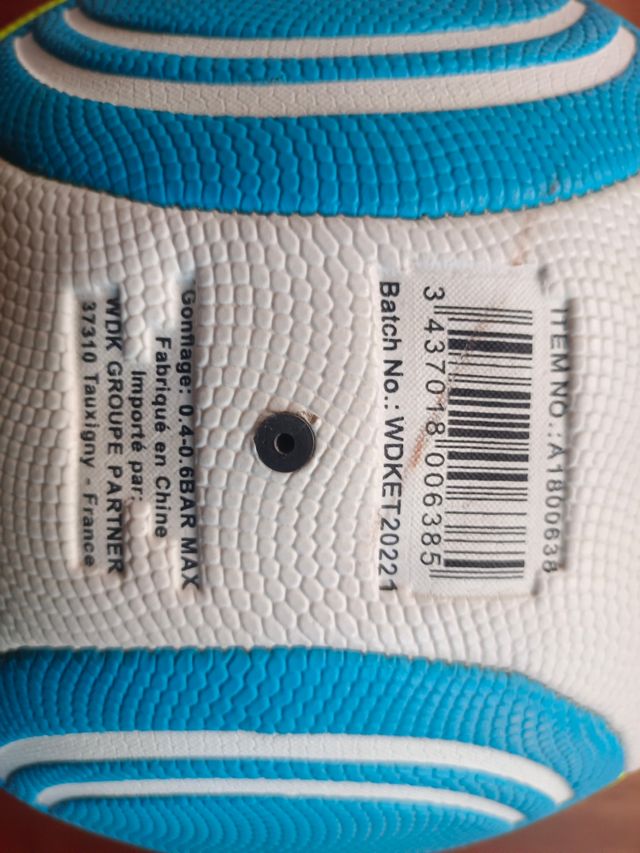 ITEM NO.: A1800638
3 437018 006385
Batch No.: WDKET20221
Gonflage: 0.4-0.6BAR MAX
Fabriqué en Chine
Importé par:
WDK GROUPE PARTNER
37310 Tauxigny - France